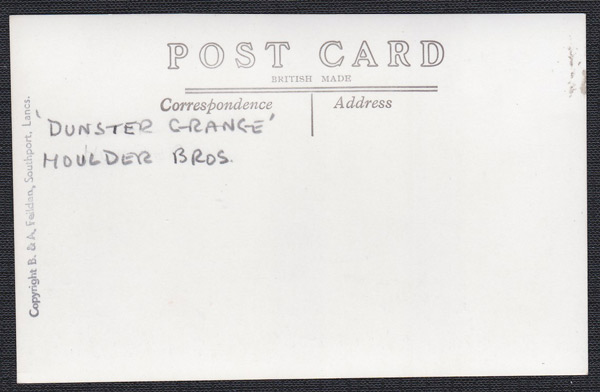 POST CARD
BRITISH MADE
Correspondence
Address
'DUNSTER GRANGE'
HOULDER BROS.
Copyright B. & A. Feilden, Southport, Lancs.